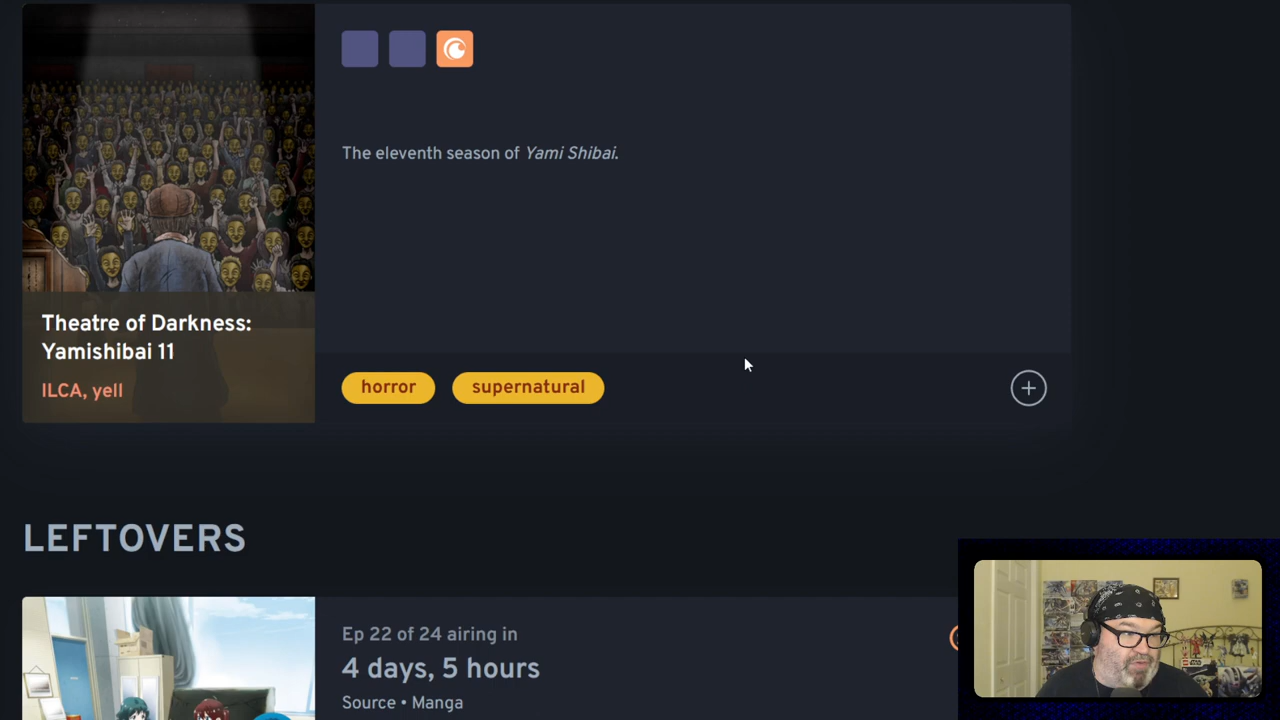 The eleventh season of Yami Shibai.
Theatre of Darkness:
Yamishibai 11
ILCA, yell
horror
supernatural
LEFTOVERS
Ep 22 of 24 airing in
4 days, 5 hours
Source • Manga